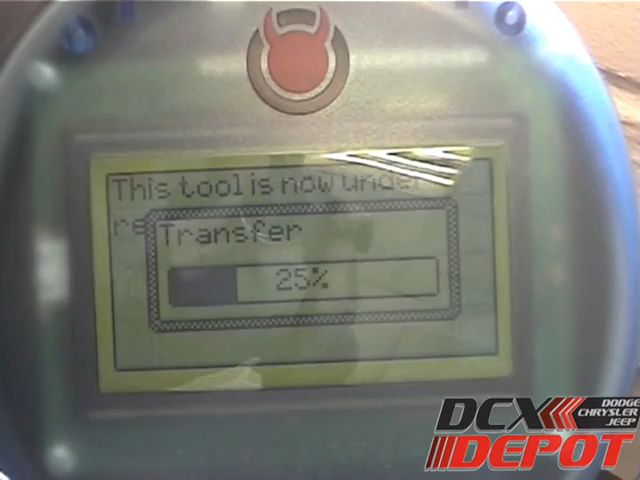 This tool is now under
re
Transfer
25%
DCX
DODGE
CHRYSLER
JEEP
DEPOT